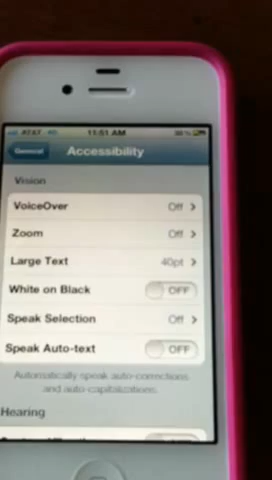 AT&T 4G 11:51 AM
General Accessibility
Vision
VoiceOver Off
Zoom Off
Large Text 40pt
White on Black OFF
Speak Selection Off
Speak Auto-text OFF
Automatically speak auto-corrections
and auto-capitalizations.
Hearing